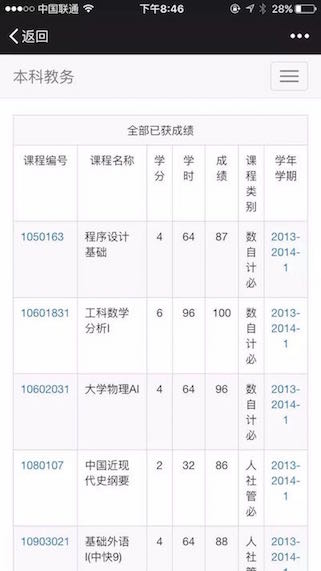 中国联通 下午8:46 28%
返回
本科教务
全部已获成绩
课程编号 课程名称 学分 学时 成绩 课程类别 学年学期
1050163 程序设计基础 4 64 87 数自计必 2013-2014-1
10601831 工科数学分析I 6 96 100 数自计必 2013-2014-1
10602031 大学物理AI 4 64 96 数自计必 2013-2014-1
1080107 中国近现代史纲要 2 32 86 人社管必 2013-2014-1
10903021 基础外语I(中快9) 4 64 88 人社 2013-2014-